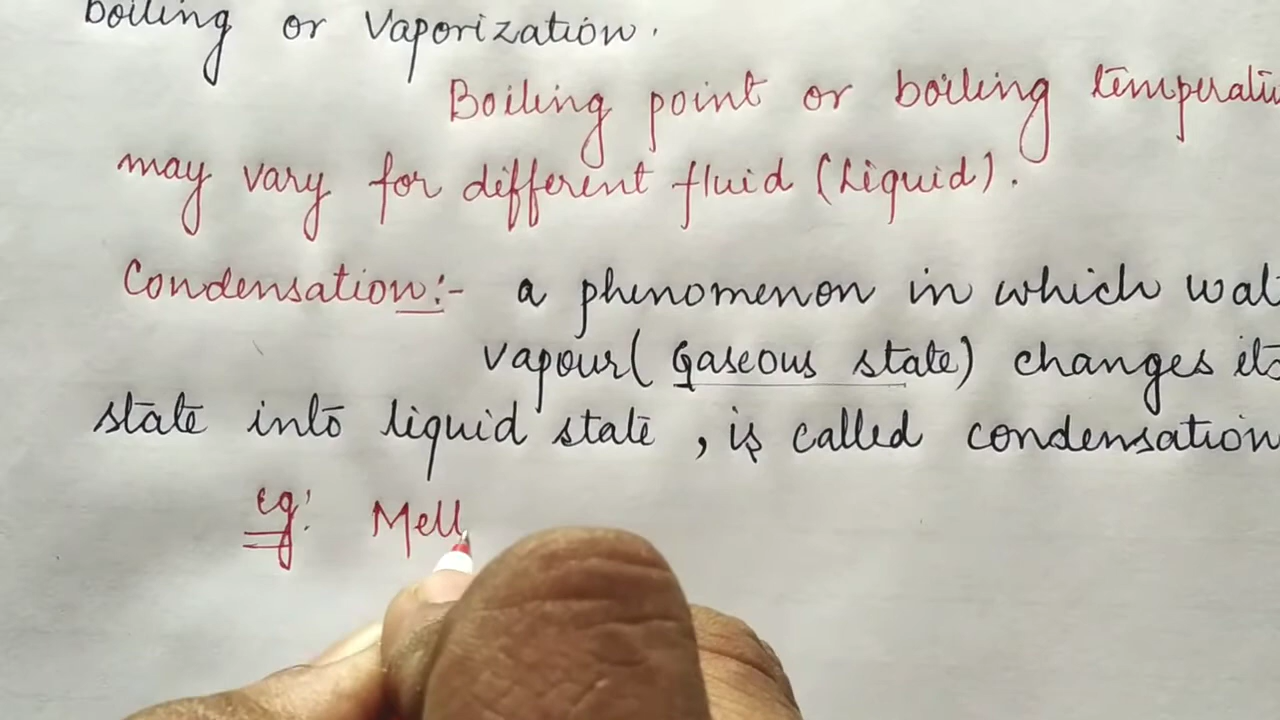 boiling or Vaporization.
Boiling point or boiling temperatu
may vary for different fluid (Liquid).
Condensation:- a phenomenon in which wat
vapour( Gaseous state) changes its
state into liquid state, is called condensation
eg: Mell